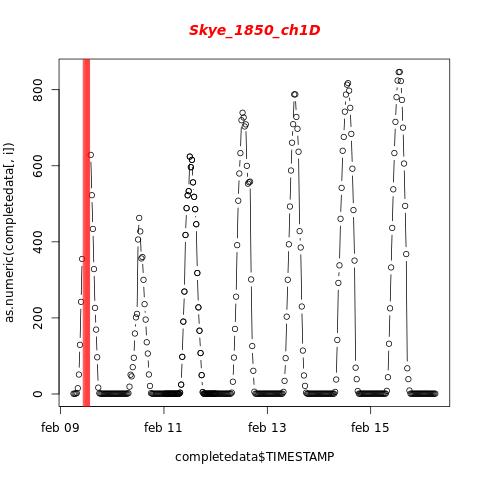 Skye_1850_ch1D
as.numeric(completedata[, i])
800
600
400
200
0
feb 09
feb 11
feb 13
feb 15
completedata$TIMESTAMP